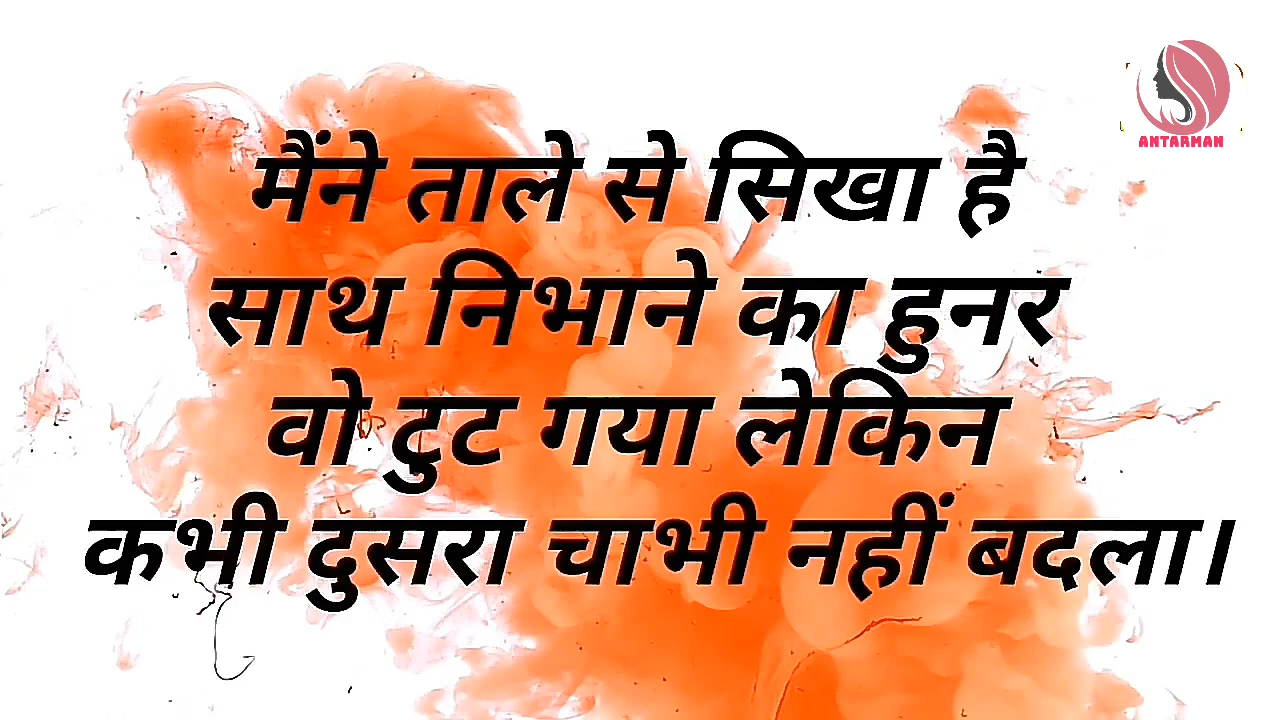 ANTARMAN
मैंने ताले से सिखा है
साथ निभाने का हुनर
वो टुट गया लेकिन
कभी दुसरा चाभी नहीं बदला।